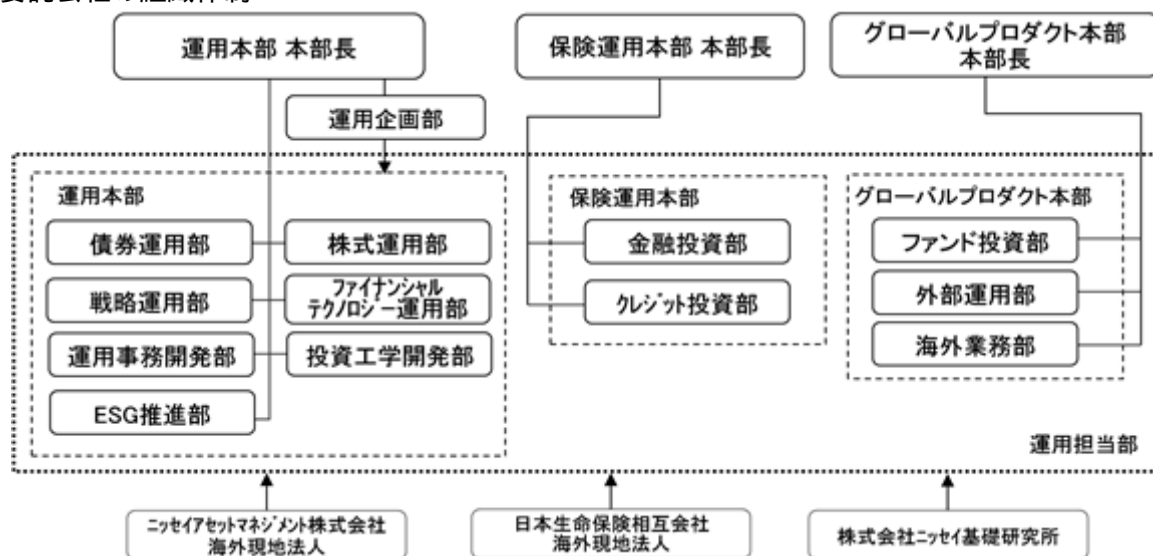 運用本部 本部長
保険運用本部 本部長
グローバルプロダクト本部
本部長
運用企画部
運用本部
債券運用部
株式運用部
戦略運用部
ファイナンシャル
テクノロジー運用部
運用事務開発部
投資工学開発部
ESG推進部
保険運用本部
金融投資部
クレジット投資部
グローバルプロダクト本部
ファンド投資部
外部運用部
海外業務部
運用担当部
ニッセイアセットマネジメント株式会社
海外現地法人
日本生命保険相互会社
海外現地法人
株式会社ニッセイ基礎研究所